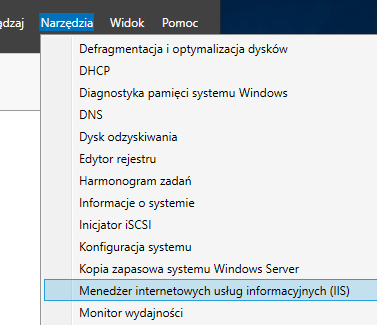 ądzaj Narzędzia Widok Pomoc
Defragmentacja i optymalizacja dysków
DHCP
Diagnostyka pamięci systemu Windows
DNS
Dysk odzyskiwania
Edytor rejestru
Harmonogram zadań
Informacje o systemie
Inicjator iSCSI
Konfiguracja systemu
Kopia zapasowa systemu Windows Server
Menedżer internetowych usług informacyjnych (IIS)
Monitor wydajności